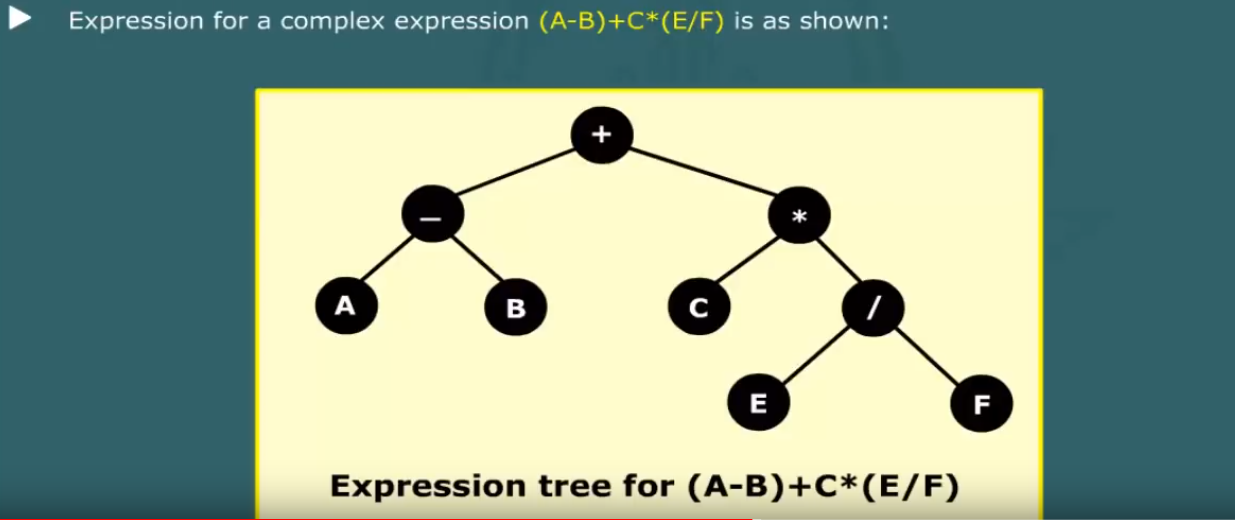 Expression for a complex expression (A-B)+C*(E/F) is as shown:
+
– *
A B C /
E F
Expression tree for (A-B)+C*(E/F)